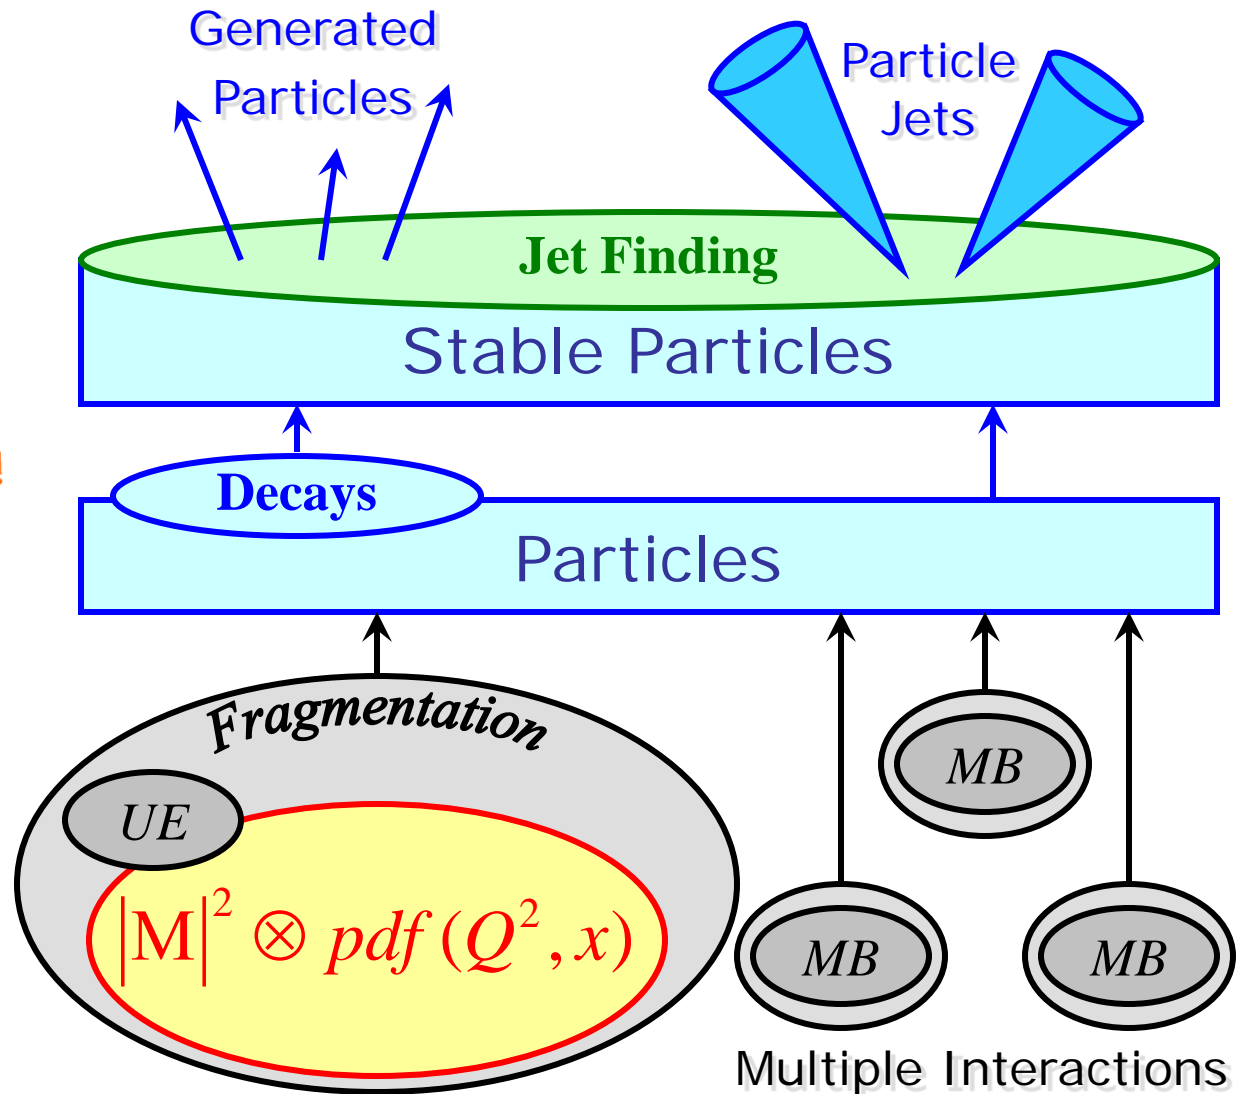 Generated
Particles
Particle
Jets
Jet Finding
Stable Particles
Decays
Particles
Fragmentation
UE
|M|² ⊗ pdf (Q², x)
MB
MB
MB
Multiple Interactions